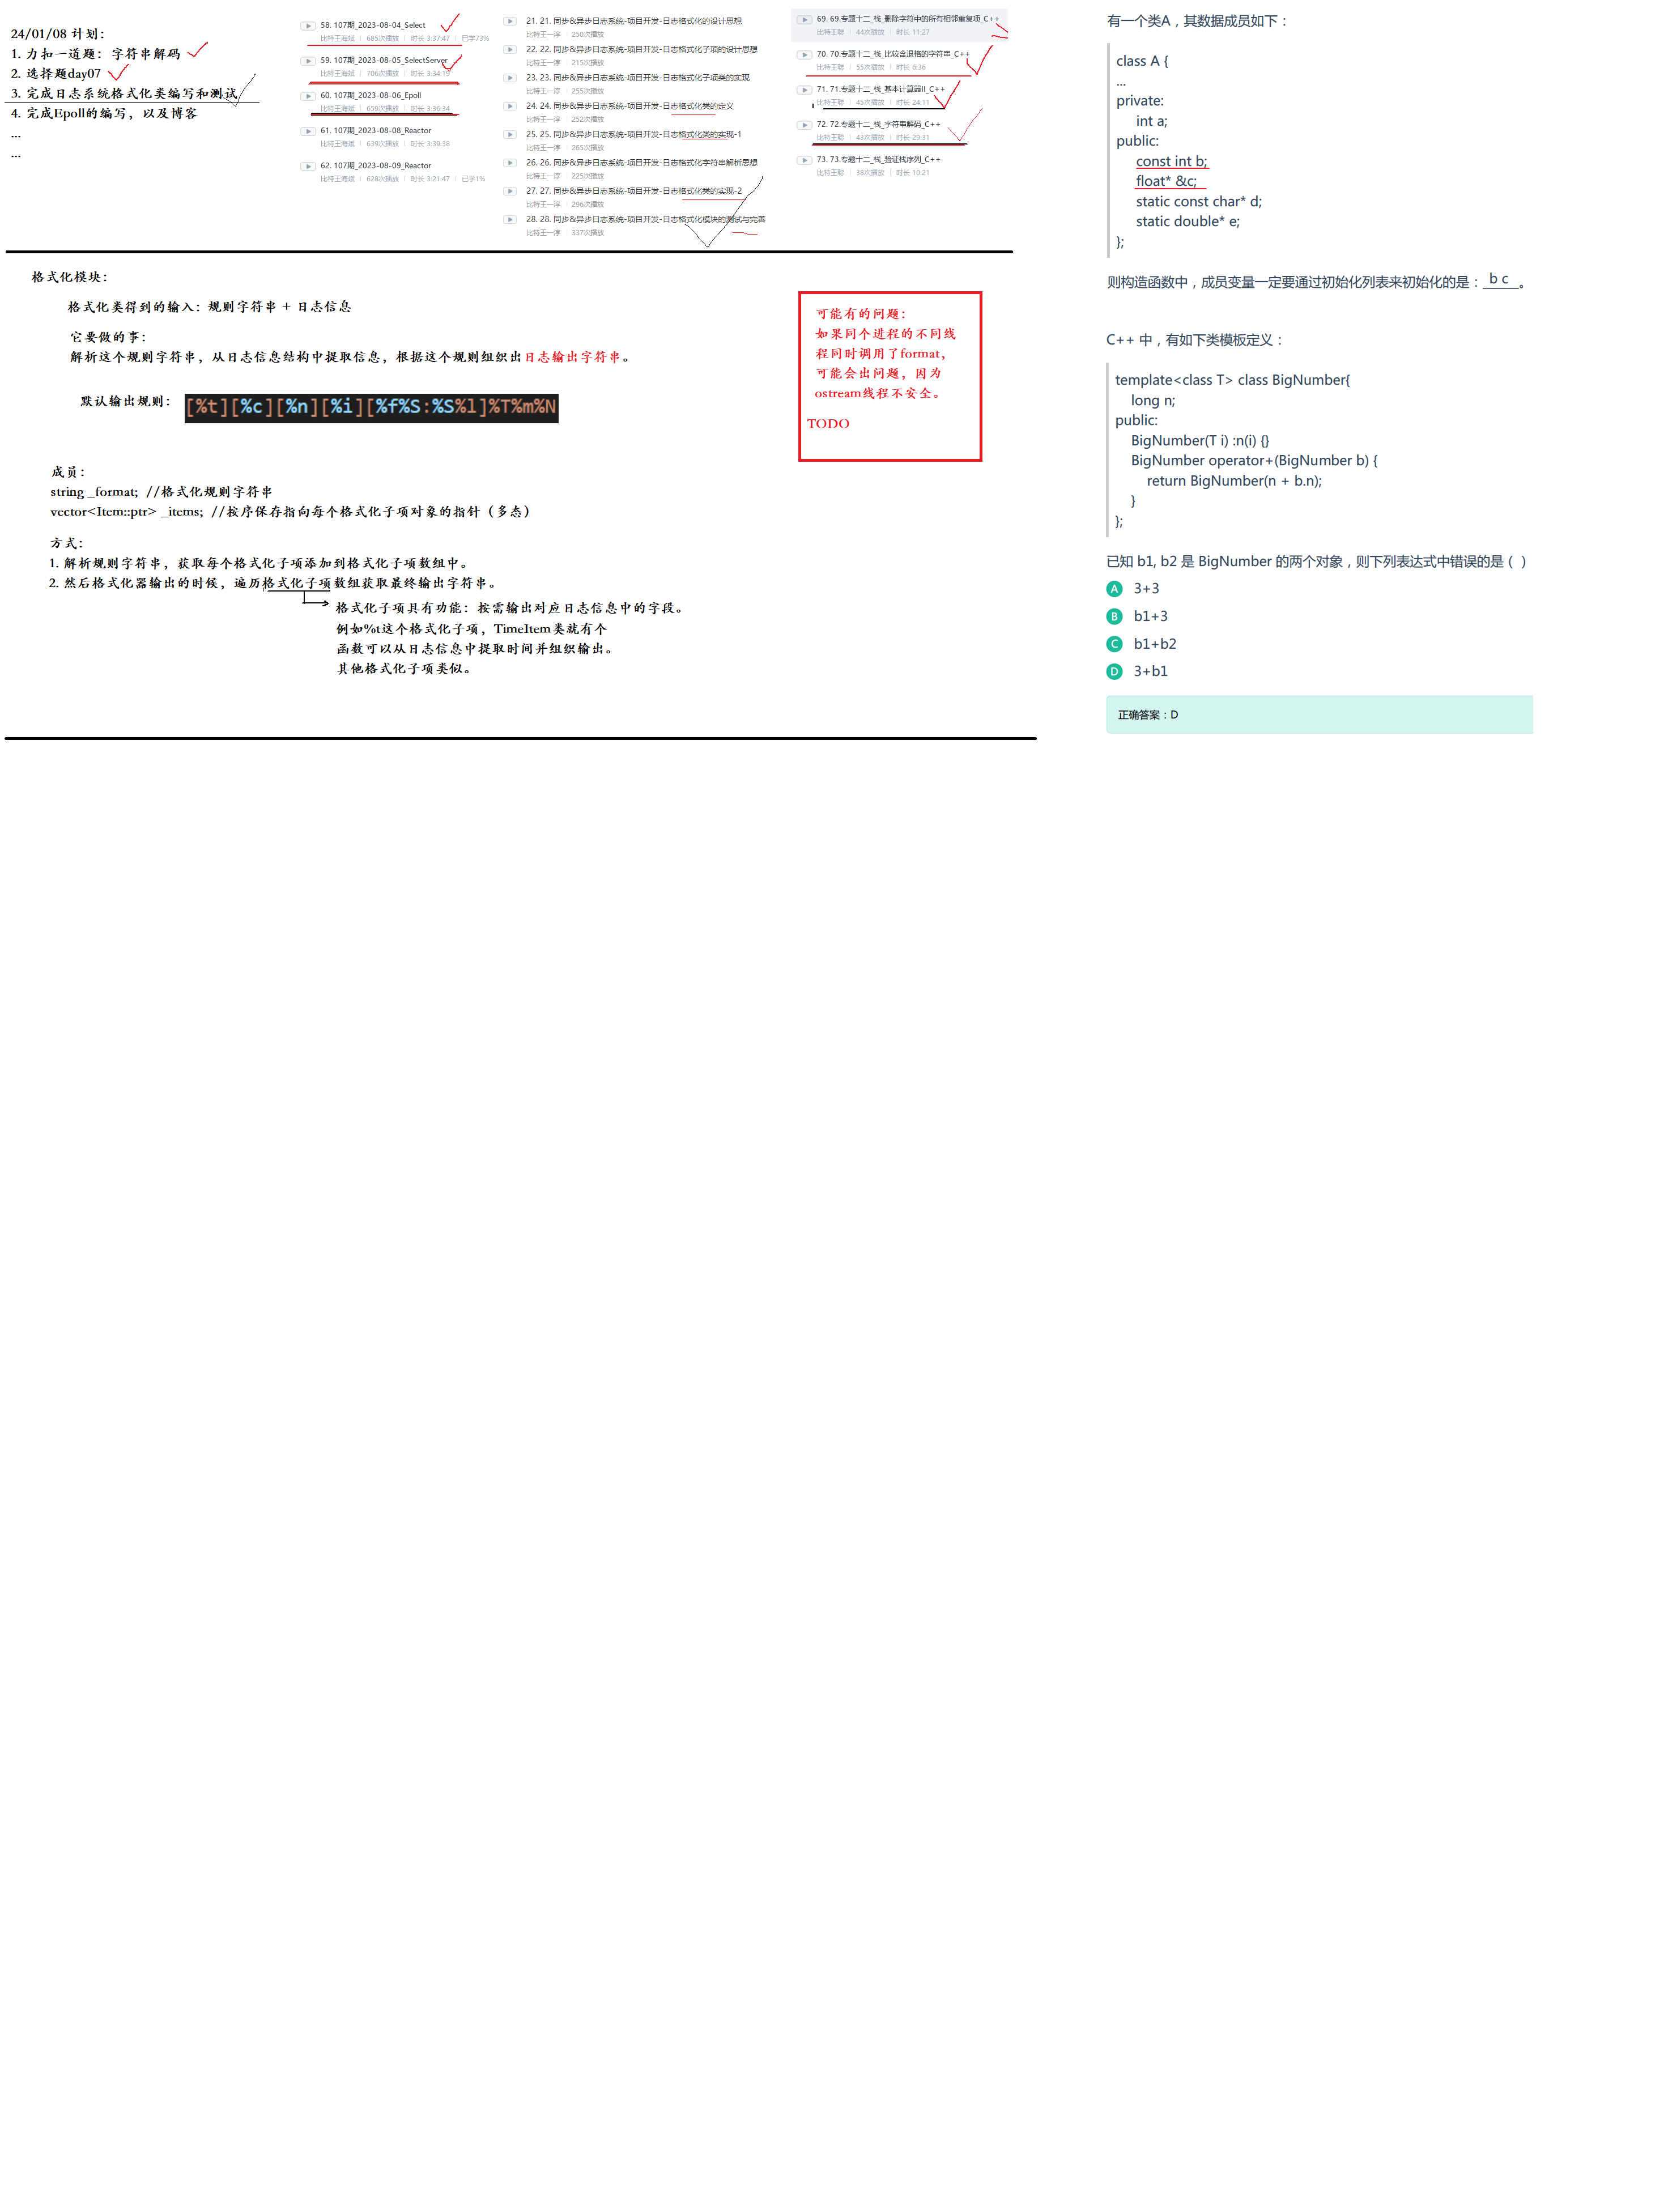 24/01/08 计划：
1. 力扣一道题：字符串解码
2. 选择题day07
3. 完成日志系统格式化类编写和测试
4. 完成Epoll的编写，以及博客
...
...
58. 107期_2023-08-04_Select
比特王海斌 | 685次播放 | 时长 3:37:47 | 已学73%
59. 107期_2023-08-05_SelectServer
比特王海斌 | 706次播放 | 时长 3:34:19
60. 107期_2023-08-06_Epoll
比特王海斌 | 659次播放 | 时长 3:36:34
61. 107期_2023-08-08_Reactor
比特王海斌 | 639次播放 | 时长 3:39:38
62. 107期_2023-08-09_Reactor
比特王海斌 | 628次播放 | 时长 3:21:47 | 已学1%
21. 21. 同步&异步日志系统-项目开发-日志格式化的设计思想
比特王一淳 | 250次播放
22. 22. 同步&异步日志系统-项目开发-日志格式化子项的设计思想
比特王一淳 | 215次播放
23. 23. 同步&异步日志系统-项目开发-日志格式化子项类的实现
比特王一淳 | 255次播放
24. 24. 同步&异步日志系统-项目开发-日志格式化类的定义
比特王一淳 | 252次播放
25. 25. 同步&异步日志系统-项目开发-日志格式化类的实现-1
比特王一淳 | 265次播放
26. 26. 同步&异步日志系统-项目开发-日志格式化字符串解析思想
比特王一淳 | 225次播放
27. 27. 同步&异步日志系统-项目开发-日志格式化类的实现-2
比特王一淳 | 296次播放
28. 28. 同步&异步日志系统-项目开发-日志格式化模块的测试与完善
比特王一淳 | 337次播放
69. 69.专题十二_栈_删除字符中的所有相邻重复项_C++
比特王聪 | 44次播放 | 时长 11:27
70. 70.专题十二_栈_比较含退格的字符串_C++
比特王聪 | 55次播放 | 时长 6:36
71. 71.专题十二_栈_基本计算器II_C++
比特王聪 | 45次播放 | 时长 24:11
72. 72.专题十二_栈_字符串解码_C++
比特王聪 | 43次播放 | 时长 29:31
73. 73.专题十二_栈_验证栈序列_C++
比特王聪 | 38次播放 | 时长 10:21
格式化模块：
格式化类得到的输入：规则字符串 + 日志信息
它要做的事：
解析这个规则字符串，从日志信息结构中提取信息，根据这个规则组织出日志输出字符串。
默认输出规则： [%t][%c][%n][%i][%f%S:%S%l]%T%m%N
成员：
string _format; //格式化规则字符串
vector<Item::ptr> _items; //按序保存指向每个格式化子项对象的指针（多态）
方式：
1. 解析规则字符串，获取每个格式化子项添加到格式化子项数组中。
2. 然后格式化器输出的时候，遍历格式化子项数组获取最终输出字符串。
格式化子项具有功能：按需输出对应日志信息中的字段。
例如%t这个格式化子项，TimeItem类就有个
函数可以从日志信息中提取时间并组织输出。
其他格式化子项类似。
可能有的问题：
如果同个进程的不同线
程同时调用了format，
可能会出问题，因为
ostream线程不安全。
TODO
有一个类A，其数据成员如下：
class A {
...
private:
int a;
public:
const int b;
float* &c;
static const char* d;
static double* e;
};
则构造函数中，成员变量一定要通过初始化列表来初始化的是：__b c__。
C++ 中，有如下类模板定义：
template<class T> class BigNumber{
long n;
public:
BigNumber(T i) :n(i) {}
BigNumber operator+(BigNumber b) {
return BigNumber(n + b.n);
}
};
已知 b1, b2 是 BigNumber 的两个对象，则下列表达式中错误的是（ ）
A 3+3
B b1+3
C b1+b2
D 3+b1
正确答案：D